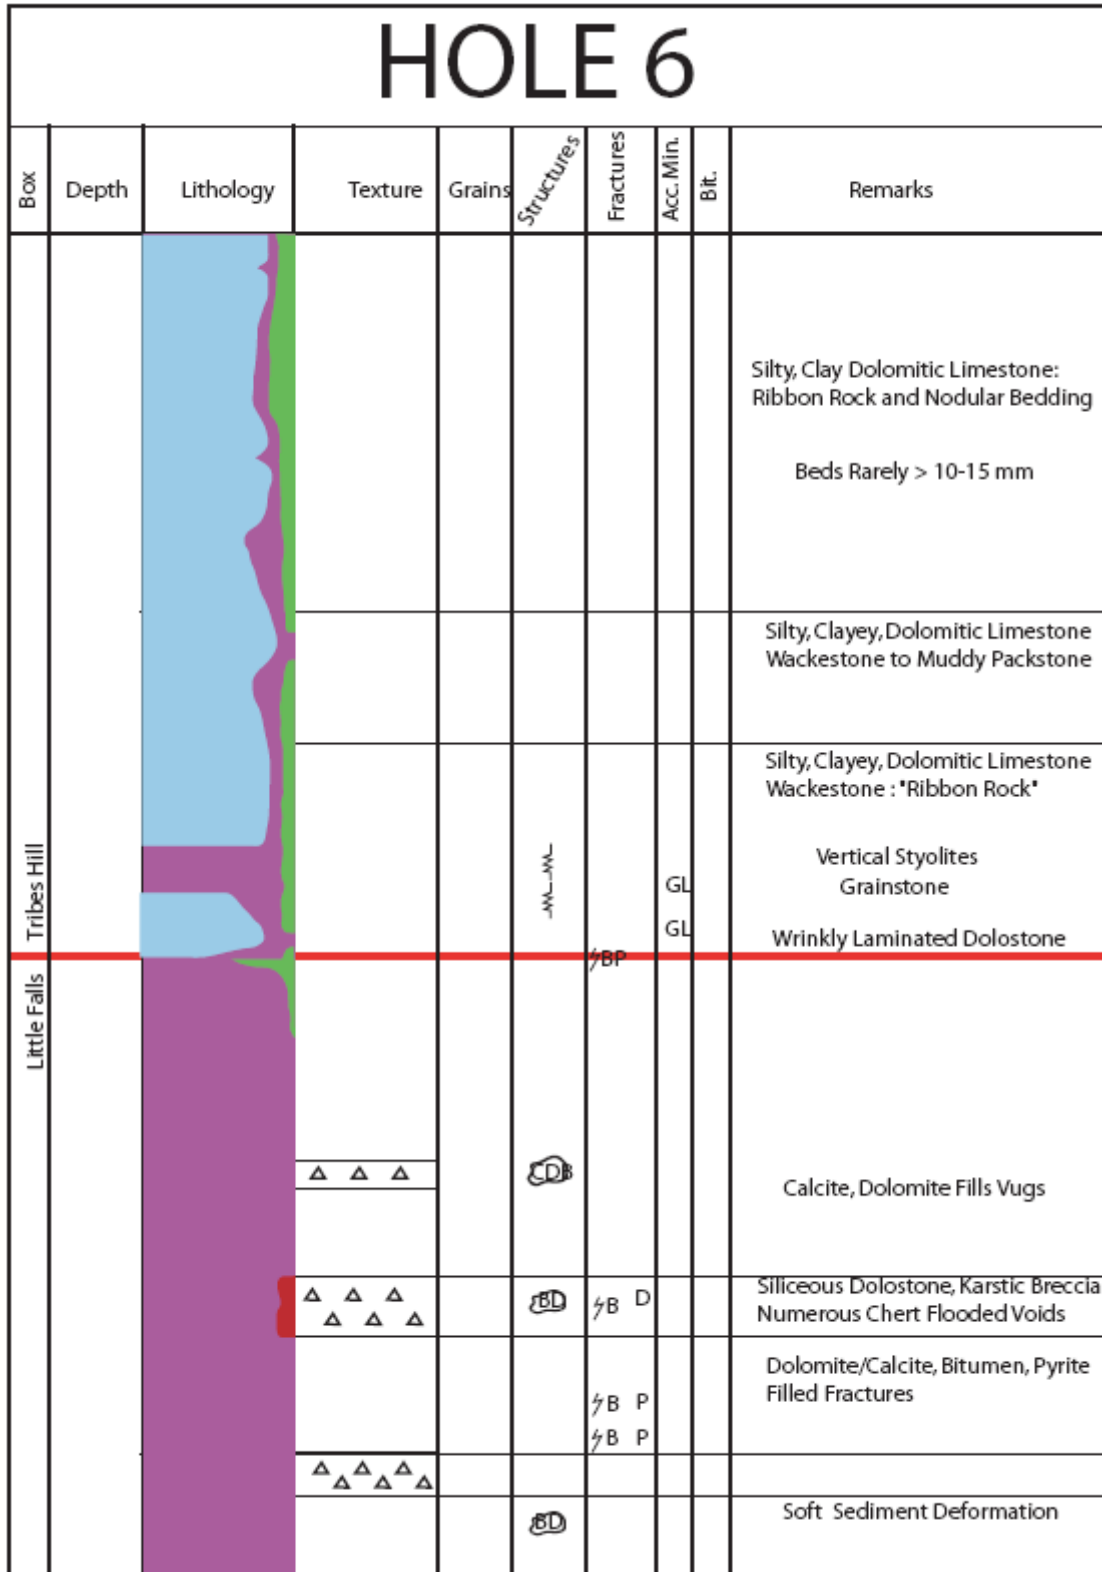 HOLE 6
Box
Depth
Lithology
Texture
Grains
Structures
Fractures
Acc. Min.
Bit.
Remarks
Silty, Clay Dolomitic Limestone:
Ribbon Rock and Nodular Bedding
Beds Rarely > 10-15 mm
Silty, Clayey, Dolomitic Limestone
Wackestone to Muddy Packstone
Silty, Clayey, Dolomitic Limestone
Wackestone : "Ribbon Rock"
Tribes Hill
Vertical Styolites
GL
Grainstone
GL
Wrinkly Laminated Dolostone
BP
Little Falls
CDB
Calcite, Dolomite Fills Vugs
Siliceous Dolostone, Karstic Breccia
BD
B D
Numerous Chert Flooded Voids
Dolomite/Calcite, Bitumen, Pyrite
Filled Fractures
B P
B P
Soft Sediment Deformation
BD